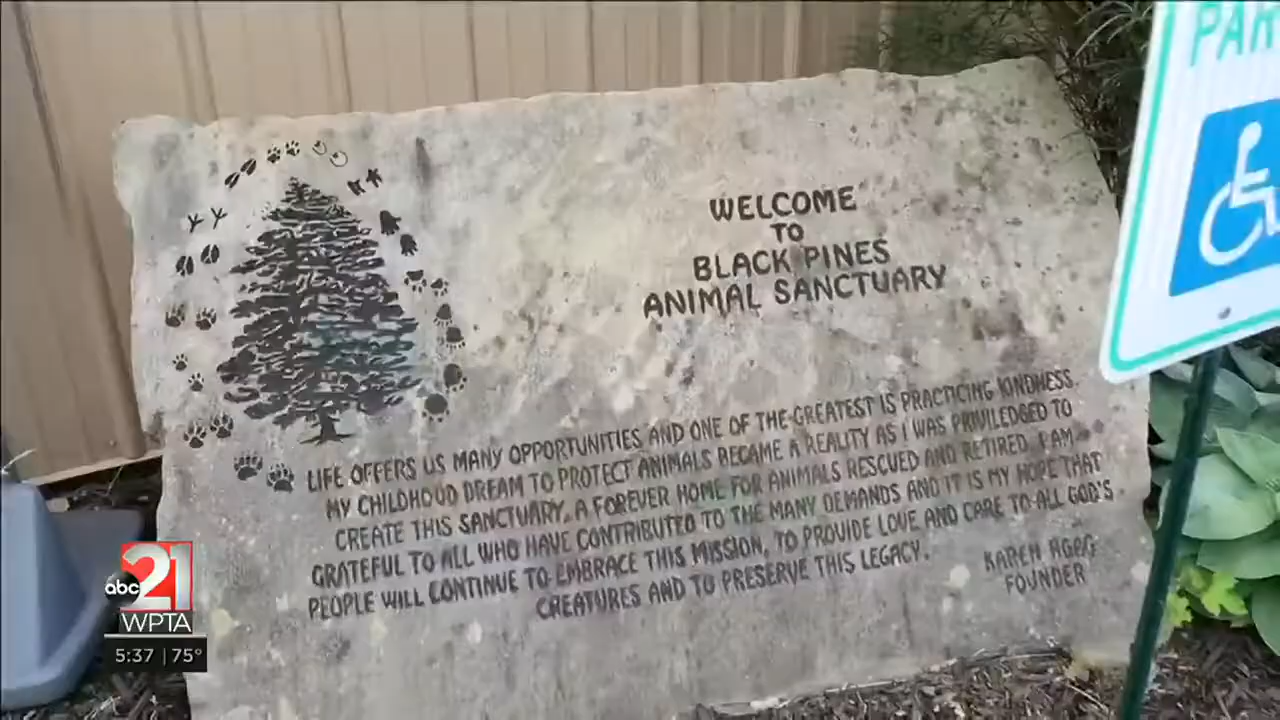 WELCOME
TO
BLACK PINES
ANIMAL SANCTUARY
LIFE OFFERS US MANY OPPORTUNITIES AND ONE OF THE GREATEST IS PRACTICING KINDNESS.
MY CHILDHOOD DREAM TO PROTECT ANIMALS BECAME A REALITY AS I WAS PRIVILEDGED TO
CREATE THIS SANCTUARY, A FOREVER HOME FOR ANIMALS RESCUED AND RETIRED. I AM
GRATEFUL TO ALL WHO HAVE CONTRIBUTED TO THE MANY DEMANDS AND IT IS MY HOPE THAT
PEOPLE WILL CONTINUE TO EMBRACE THIS MISSION, TO PROVIDE LOVE AND CARE TO ALL GOD'S
CREATURES AND TO PRESERVE THIS LEGACY.
KAREN
FOUNDER
PAR
abc 21
WPTA
5:37 | 75°